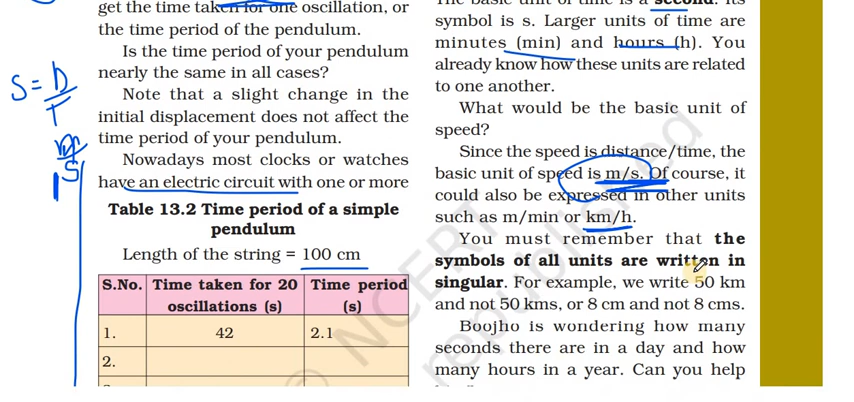 get the time taken for one oscillation, or
the time period of the pendulum.
Is the time period of your pendulum
nearly the same in all cases?
Note that a slight change in the
initial displacement does not affect the
time period of your pendulum.
Nowadays most clocks or watches
have an electric circuit with one or more
Table 13.2 Time period of a simple
pendulum
Length of the string = 100 cm
S.No. Time taken for 20 Time period
oscillations (s) (s)
1. 42 2.1
2.
S = D/T
m/s
The basic unit of time is a second. Its
symbol is s. Larger units of time are
minutes (min) and hours (h). You
already know how these units are related
to one another.
What would be the basic unit of
speed?
Since the speed is distance/time, the
basic unit of speed is m/s. Of course, it
could also be expressed in other units
such as m/min or km/h.
You must remember that the
symbols of all units are written in
singular. For example, we write 50 km
and not 50 kms, or 8 cm and not 8 cms.
Boojho is wondering how many
seconds there are in a day and how
many hours in a year. Can you help
© NCERT
republished